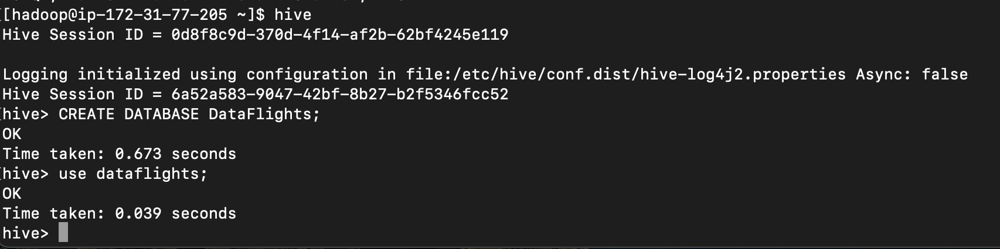 [hadoop@ip-172-31-77-205 ~]$ hive
Hive Session ID = 0d8f8c9d-370d-4f14-af2b-62bf4245e119
Logging initialized using configuration in file:/etc/hive/conf.dist/hive-log4j2.properties Async: false
Hive Session ID = 6a52a583-9047-42bf-8b27-b2f5346fcc52
hive> CREATE DATABASE DataFlights;
OK
Time taken: 0.673 seconds
hive> use dataflights;
OK
Time taken: 0.039 seconds
hive>